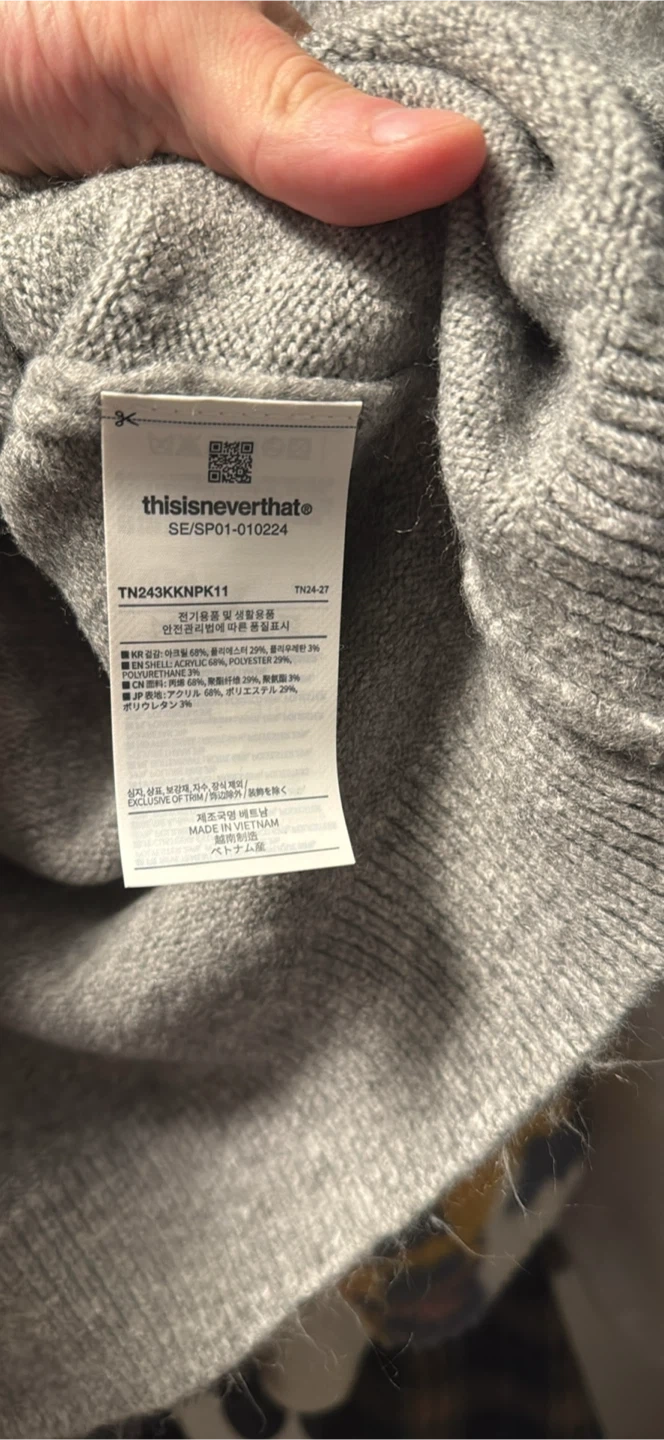 thisisneverthat®
SE/SP01-010224
TN243KKNPK11 TN24-27
전기용품 및 생활용품
안전관리법에 따른 품질표시
■ KR 겉감: 아크릴 68%, 폴리에스터 29%, 폴리우레탄 3%
■ EN SHELL: ACRYLIC 68%, POLYESTER 29%,
POLYURETHANE 3%
■ CN 面料: 丙烯 68%, 聚酯纤维 29%, 聚氨酯 3%
■ JP 表地: アクリル 68%, ポリエステル 29%,
ポリウレタン 3%
심지, 상표, 보강재, 자수, 장식 제외 /
EXCLUSIVE OF TRIM / 饰边除外 / 装飾を除く
제조국명 베트남
MADE IN VIETNAM
越南制造
ベトナム産